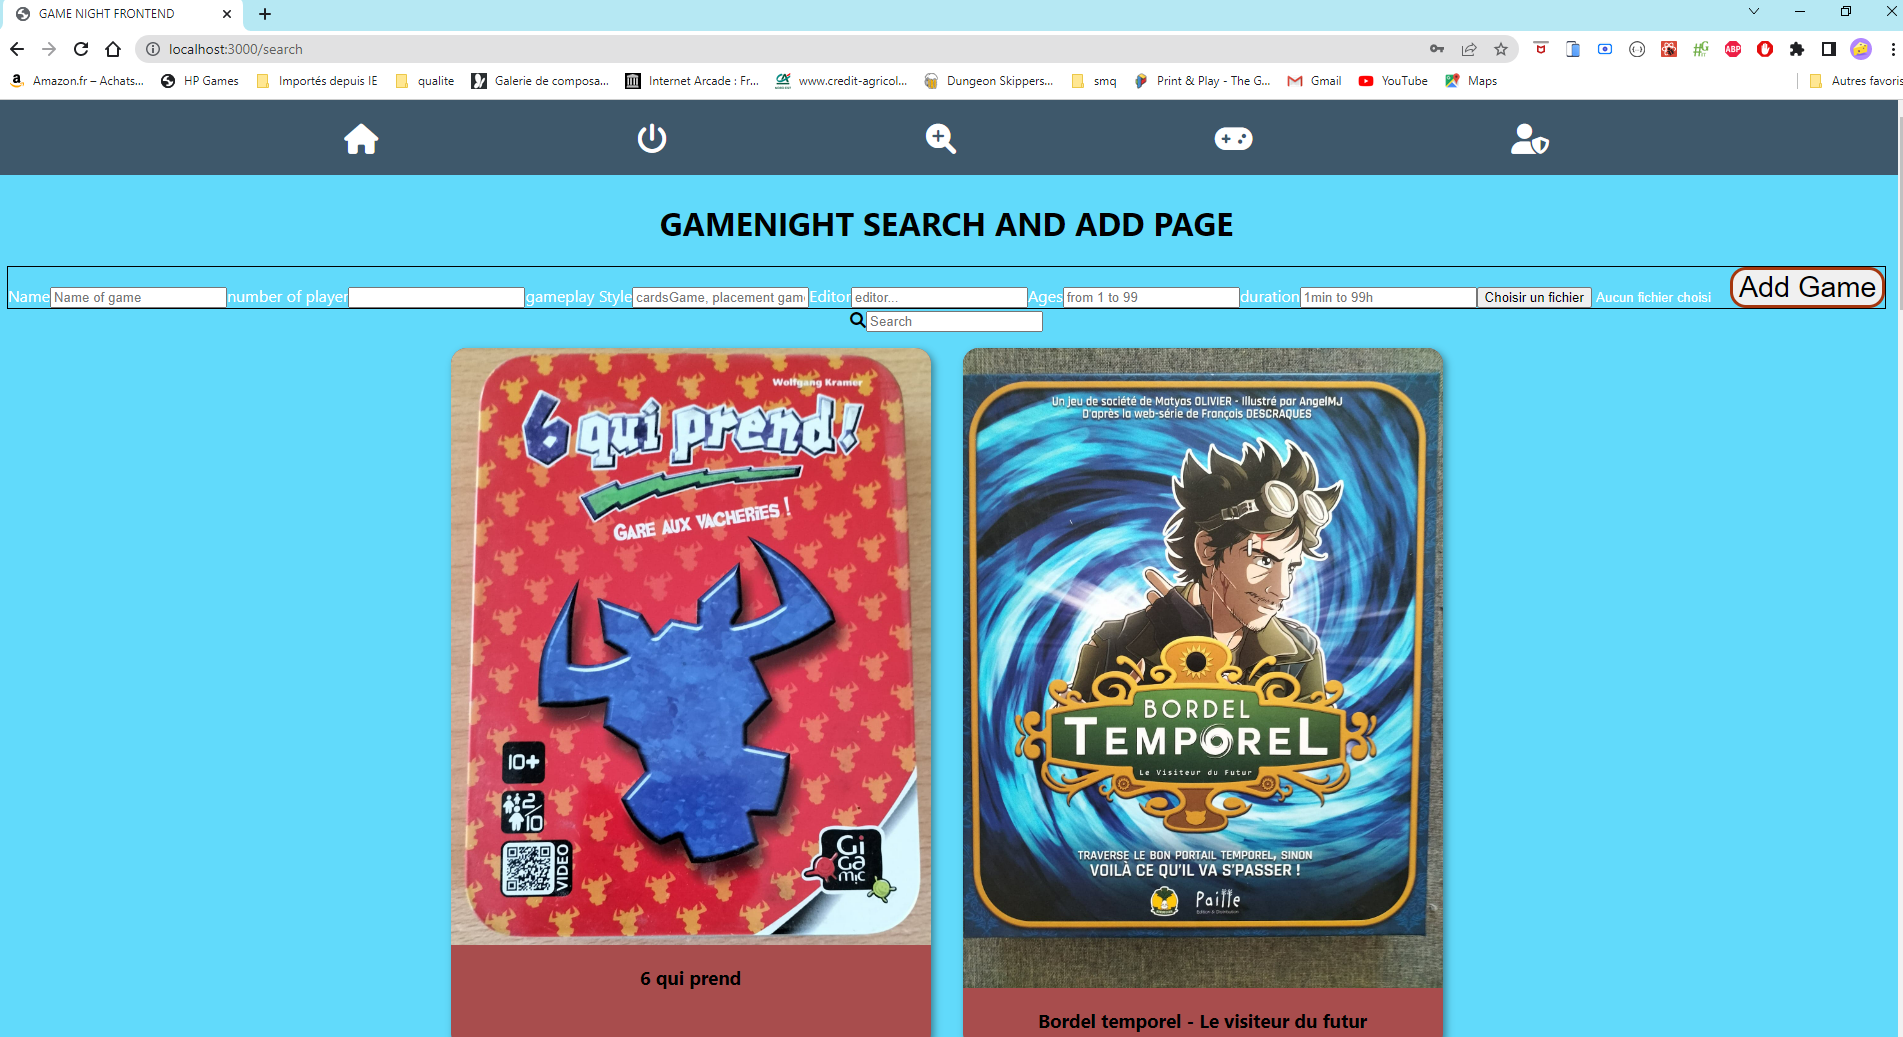 GAME NIGHT FRONTEND
localhost:3000/search
Amazon.fr – Achats...
HP Games
Importés depuis IE
qualite
Galerie de composa...
Internet Arcade : Fr...
www.credit-agricol...
Dungeon Skippers...
smq
Print & Play - The G...
Gmail
YouTube
Maps
Autres favoris
GAMENIGHT SEARCH AND ADD PAGE
Name Name of game number of player gameplay Style cardsGame, placement gam Editor editor... Ages from 1 to 99 duration 1min to 99h Choisir un fichier Aucun fichier choisi Add Game
Search
Wolfgang Kramer
6 qui prend!
GARE AUX VACHERIES !
10+
2/10
VIDEO
GiGamic
6 qui prend
Un jeu de société de Matyas OLIVIER - Illustré par AngelMJ
D'après la web-série de François DESCRAQUES
BORDEL
TEMPOREL
Le Visiteur du Futur
TRAVERSE LE BON PORTAIL TEMPOREL, SINON
VOILÀ CE QU'IL VA S'PASSER !
Paille
Edition & Distribution
Bordel temporel - Le visiteur du futur